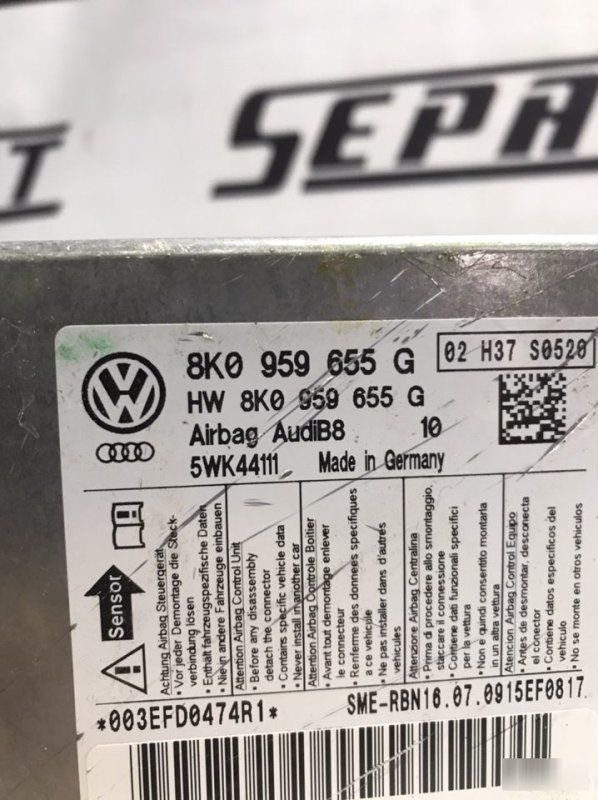 SEPA
8K0 959 655 G
02 H37 S0520
HW 8K0 959 655 G
Airbag AudiB8 10
5WK44111 Made in Germany
Sensor
Achtung Airbag Steuergerät
• Vor jeder Demontage die Steck-
verbindung lösen
• Enthält fahrzeugspezifische Daten
• Nie in andere Fahrzeuge einbauen
Attention Airbag Control Unit
• Before any disassembly
detach the connector
• Contains specific vehicle data
• Never install in another car
Attention Airbag Controle Boitier
• Avant tout demontage enlever
le connecteur
• Renferme des donnees specifiques
a ce vehicule
• Ne pas installer dans d'autres
vehicules
Attenzione Airbag Centralina
• Prima di procedere allo smontaggio,
staccare il connessione
• Contiene dati funzionali specifici
per la vettura
• Non e quindi consentito montarla
in un altra vettura
Atencion Airbag Control Equipo
• Antes de desmontar, desconecta
el conector
• Contiene datos especificos del
vehiculo
• No se monte en otros vehiculos
*003EFD0474R1*
SME-RBN16.07.0915EF0817